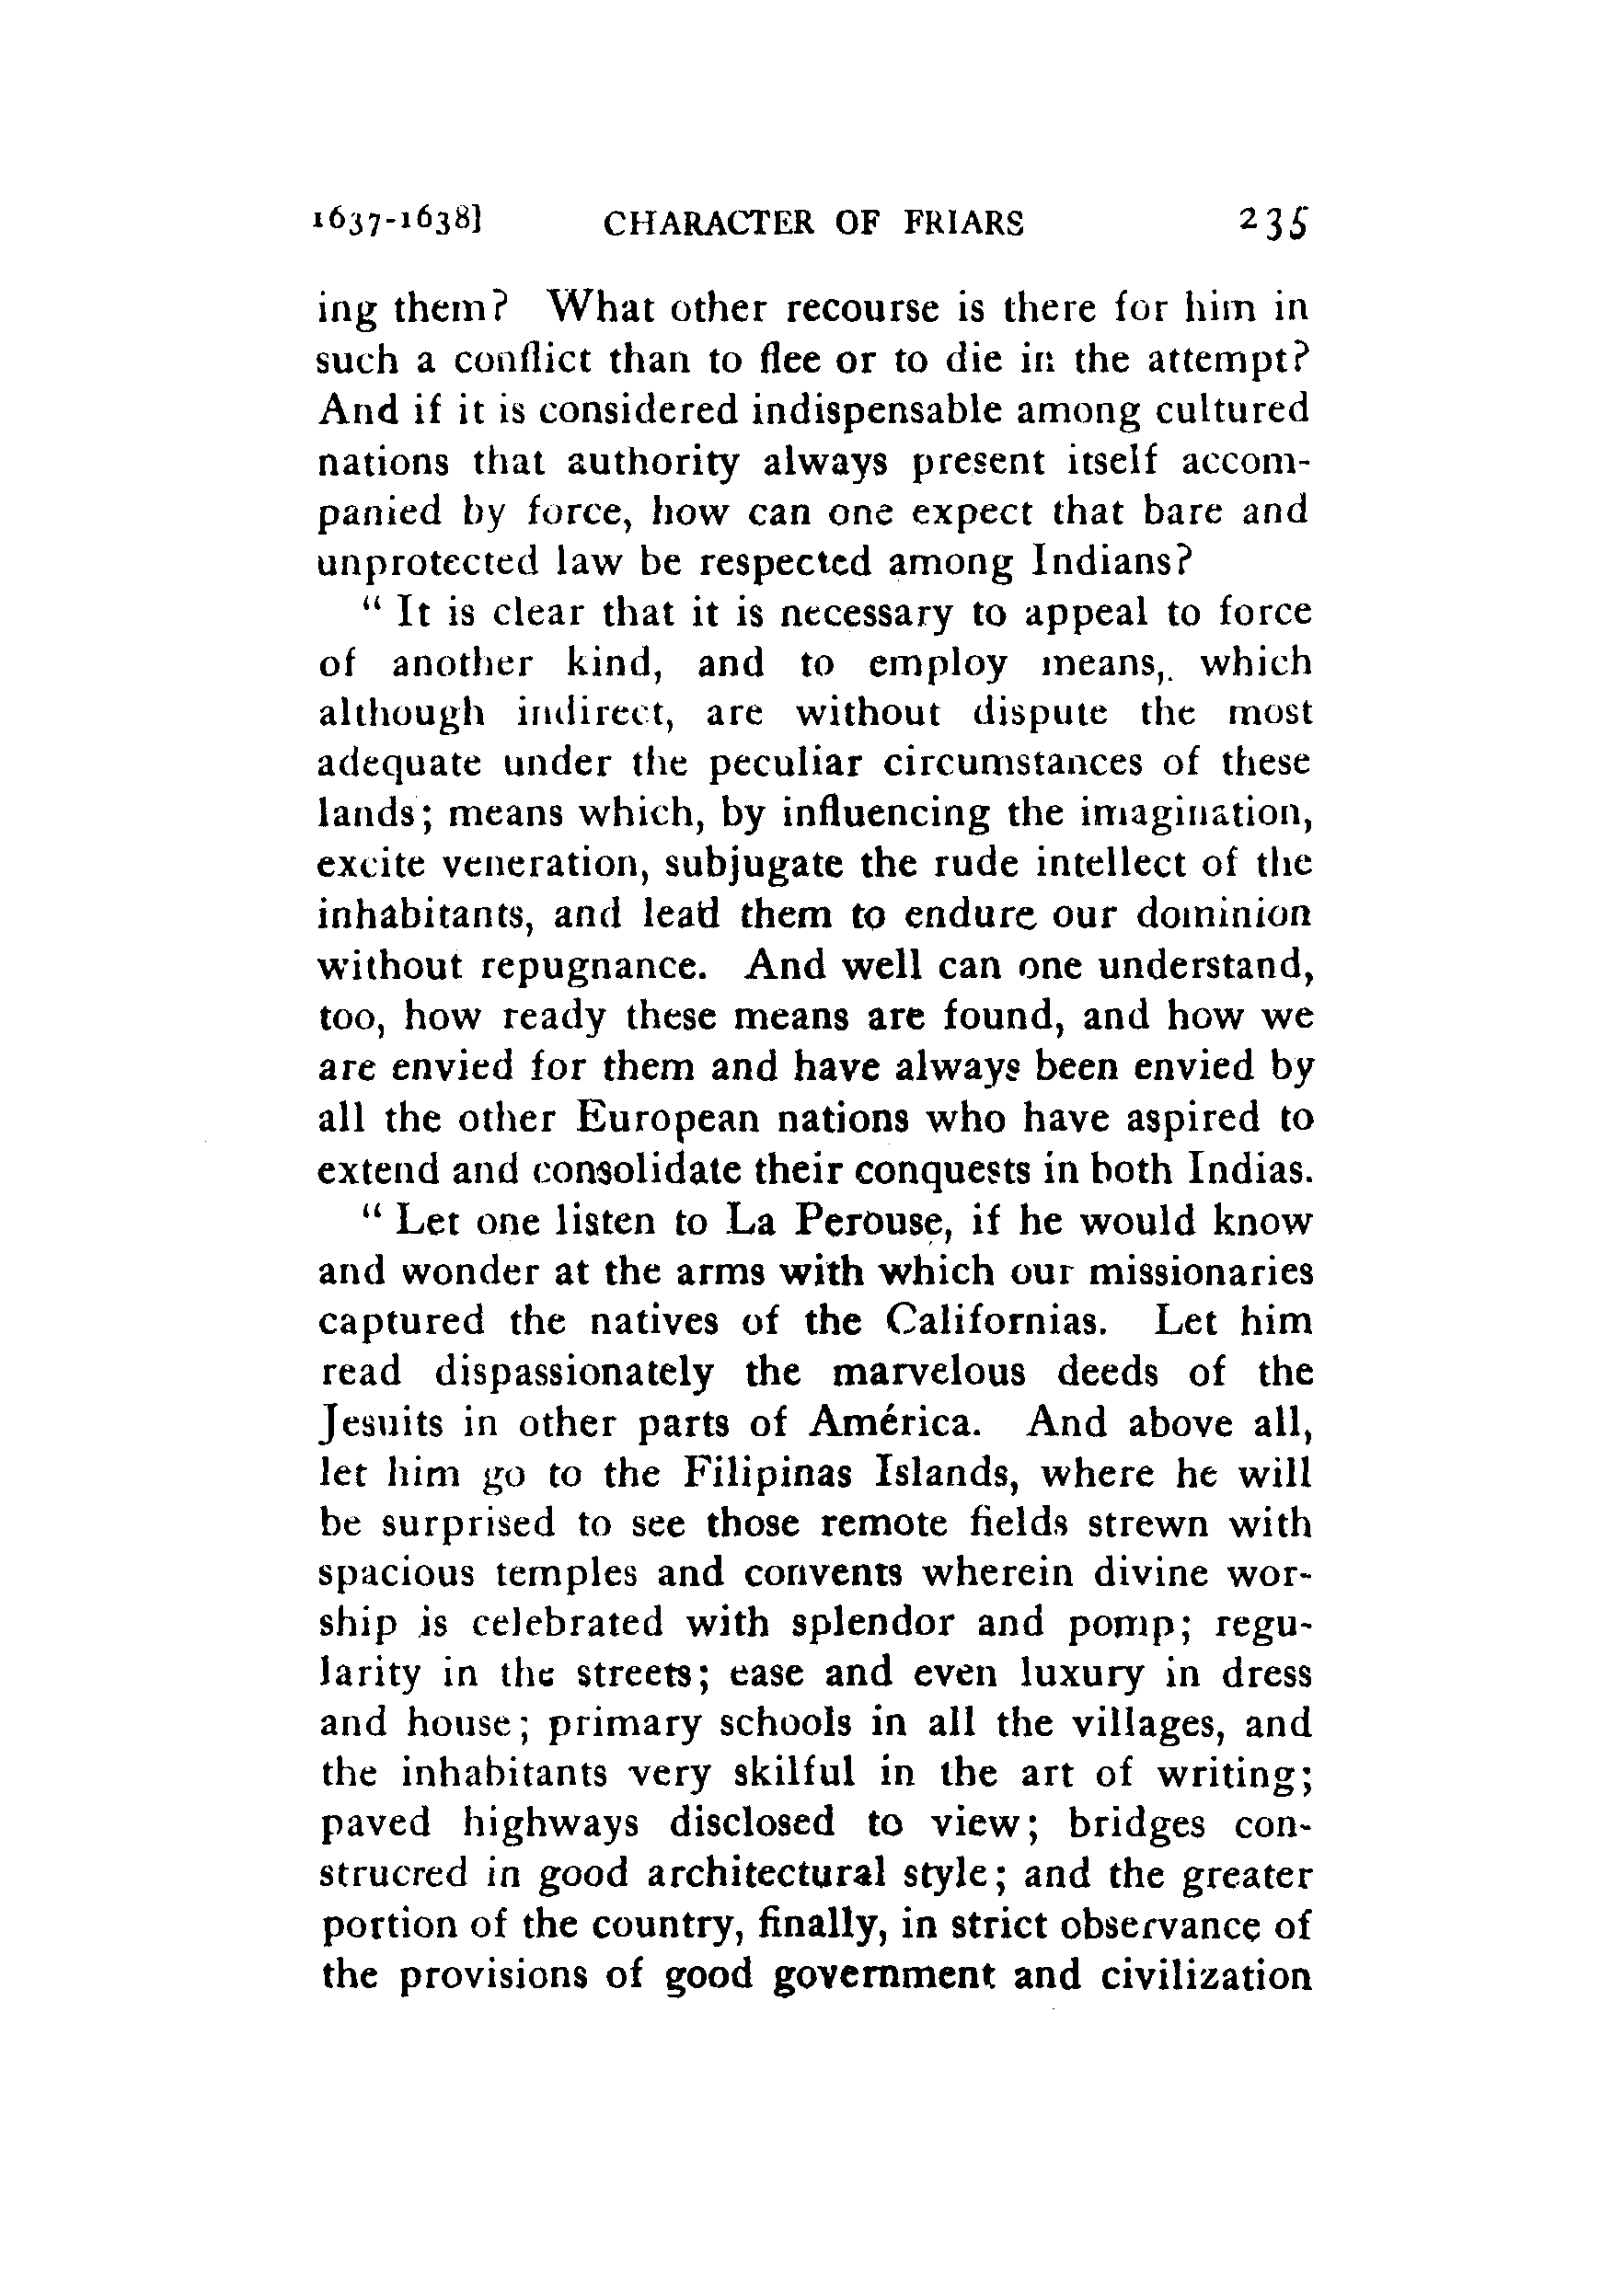 1637-1638] CHARACTER OF FRIARS 235
ing them? What other recourse is there for him in
such a conflict than to flee or to die in the attempt?
And if it is considered indispensable among cultured
nations that authority always present itself accom-
panied by force, how can one expect that bare and
unprotected law be respected among Indians?
“ It is clear that it is necessary to appeal to force
of another kind, and to employ means,. which
although indirect, are without dispute the most
adequate under the peculiar circumstances of these
lands; means which, by influencing the imagination,
excite veneration, subjugate the rude intellect of the
inhabitants, and lead them to endure our dominion
without repugnance. And well can one understand,
too, how ready these means are found, and how we
are envied for them and have always been envied by
all the other European nations who have aspired to
extend and consolidate their conquests in both Indias.
“ Let one listen to La Perouse, if he would know
and wonder at the arms with which our missionaries
captured the natives of the Californias. Let him
read dispassionately the marvelous deeds of the
Jesuits in other parts of América. And above all,
let him go to the Filipinas Islands, where he will
be surprised to see those remote fields strewn with
spacious temples and convents wherein divine wor-
ship is celebrated with splendor and pomp; regu-
larity in the streets; ease and even luxury in dress
and house; primary schools in all the villages, and
the inhabitants very skilful in the art of writing;
paved highways disclosed to view; bridges con-
strucred in good architectural style; and the greater
portion of the country, finally, in strict observance of
the provisions of good government and civilization